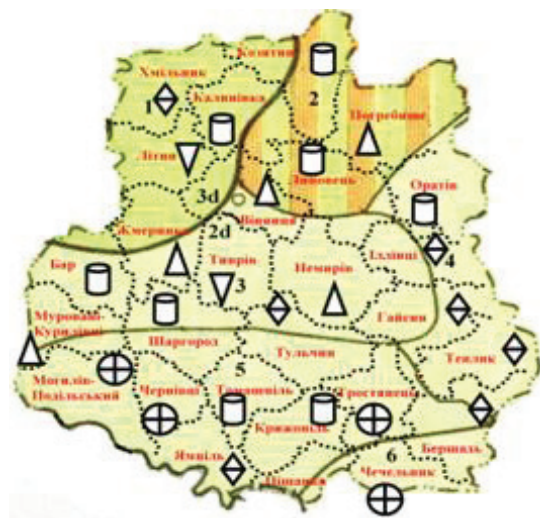 Козятин
Хмільник
1
Калинівка
2
Погребище
Літин
Липовець
Оратів
3d
Вінниця
Жмеринка
2d
Бар
Тиврів
Немирів
Іллінці
4
3
Гайсин
Муровані-
Курилівці
Шаргород
Тульчин
Теплик
Могилів-
Подільський
5
Чернівці
Томашпіль
Тростянець
Крижопіль
Бершадь
Ямпіль
6
Піщанка
Чечельник